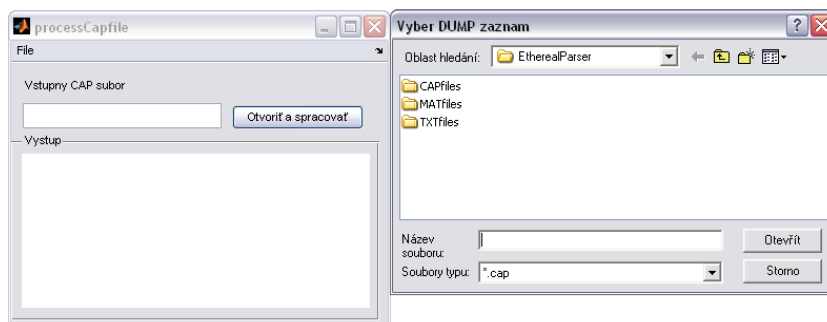 processCapfile
File
Vstupny CAP subor
Otvoriť a spracovať
Vystup
Vyber DUMP zaznam
Oblast hledání:
EtherealParser
CAPfiles
MATfiles
TXTfiles
Název
souboru:
Otevřít
Soubory typu:
*.cap
Storno